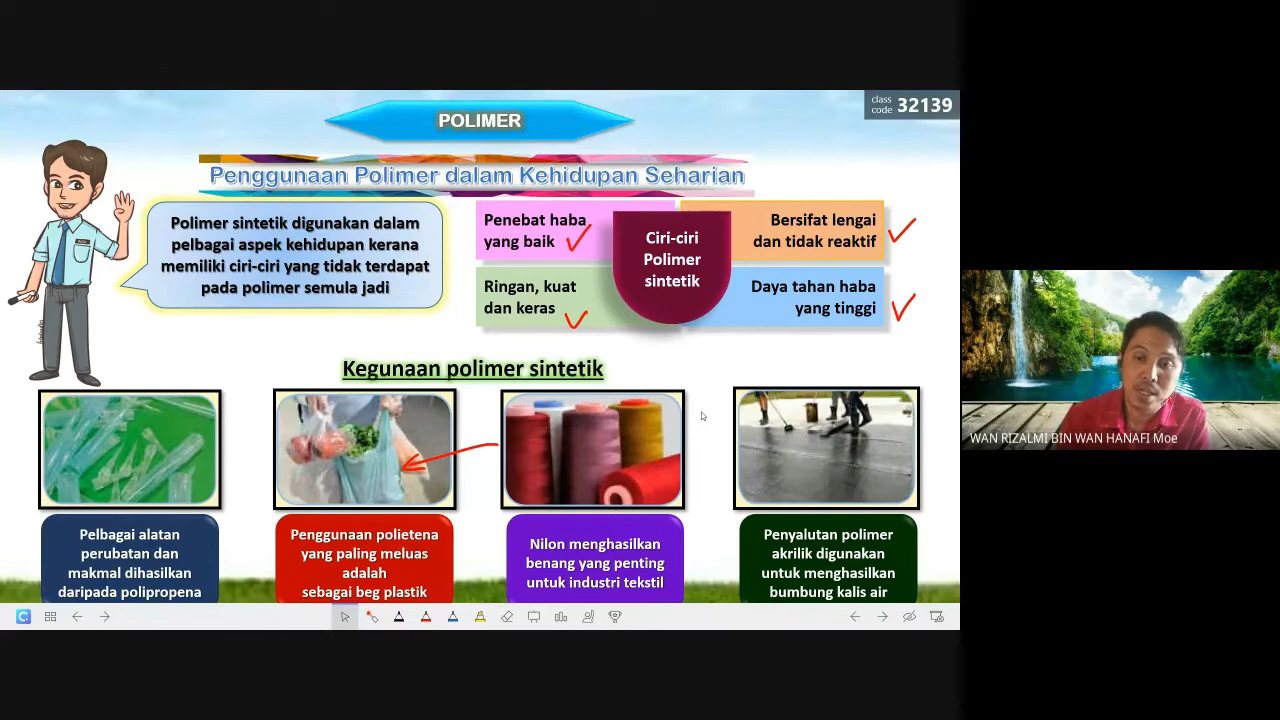 class
code 32139
POLIMER
Penggunaan Polimer dalam Kehidupan Seharian
Polimer sintetik digunakan dalam
pelbagai aspek kehidupan kerana
memiliki ciri-ciri yang tidak terdapat
pada polimer semula jadi
Penebat haba
yang baik
Ciri-ciri
Polimer
sintetik
Bersifat lengai
dan tidak reaktif
Ringan, kuat
dan keras
Daya tahan haba
yang tinggi
Kegunaan polimer sintetik
Pelbagai alatan
perubatan dan
makmal dihasilkan
daripada polipropena
Penggunaan polietena
yang paling meluas
adalah
sebagai beg plastik
Nilon menghasilkan
benang yang penting
untuk industri tekstil
Penyalutan polimer
akrilik digunakan
untuk menghasilkan
bumbung kalis air
WAN RIZALMI BIN WAN HANAFI Moe